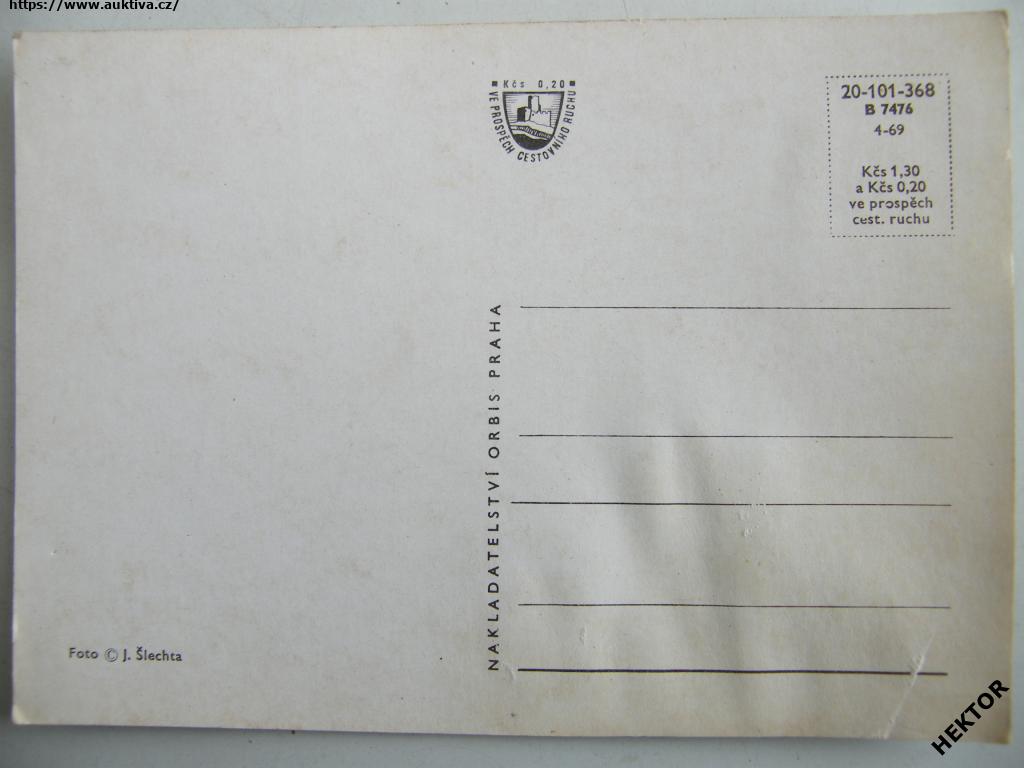 https://www.auktiva.cz/
Kčs 0,20
VE PROSPĚCH CESTOVNÍHO RUCHU
20-101-368
B 7476
4-69
Kčs 1,30
a Kčs 0,20
ve prospěch
cest. ruchu
NAKLADATELSTVÍ ORBIS PRAHA
Foto © J. Šlechta
HEKTOR